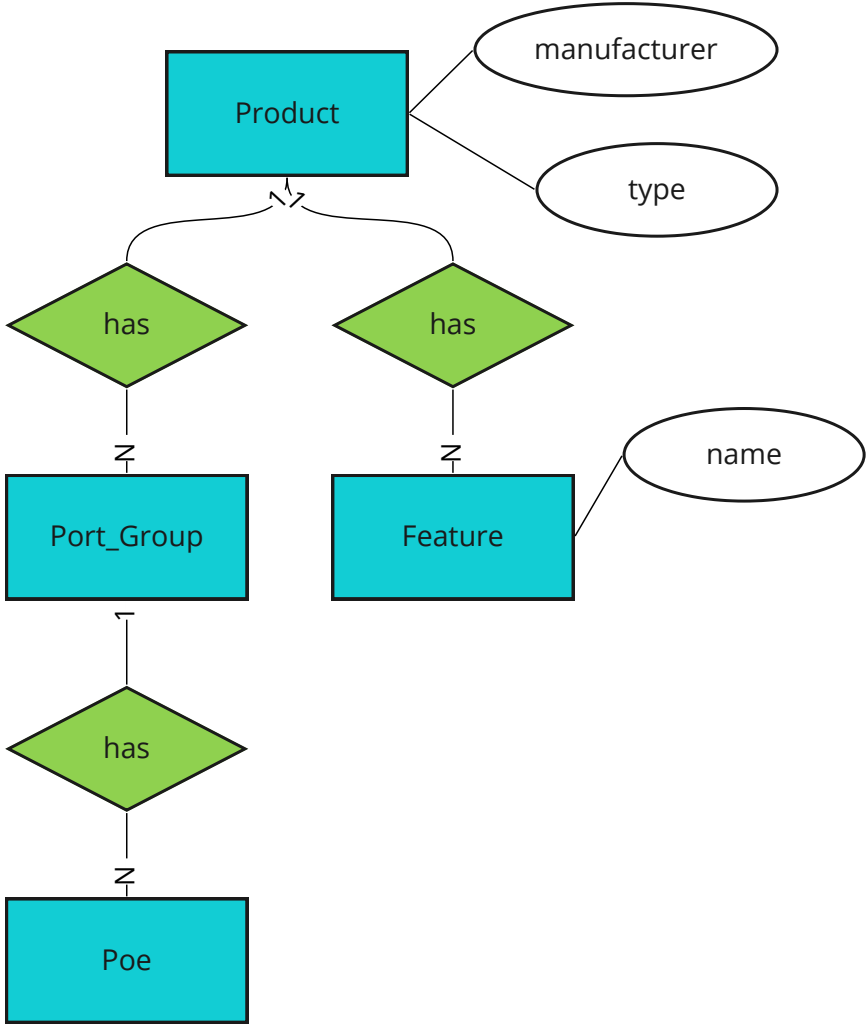 manufacturer
Product
type
1
1
has
has
N
N
name
Port_Group
Feature
1
has
N
Poe